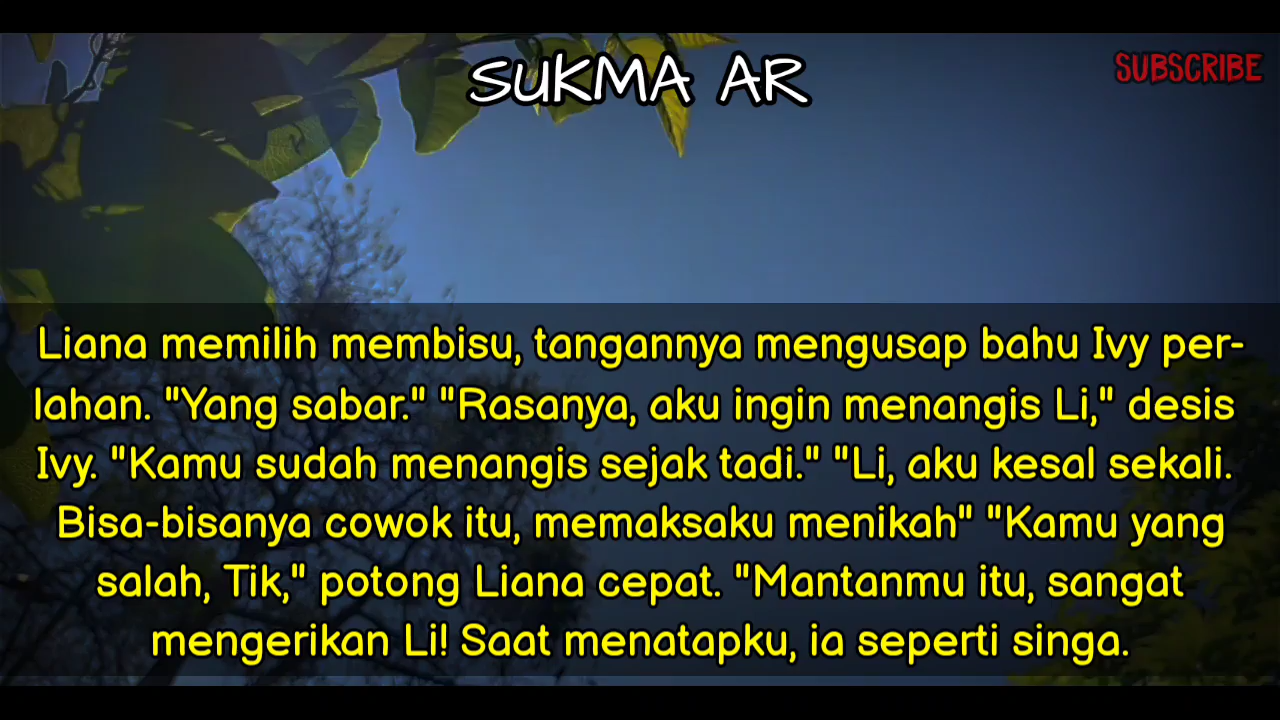 SUKMA AR
SUBSCRIBE
Liana memilih membisu, tangannya mengusap bahu Ivy per-
lahan. "Yang sabar." "Rasanya, aku ingin menangis Li," desis
Ivy. "Kamu sudah menangis sejak tadi." "Li, aku kesal sekali.
Bisa-bisanya cowok itu, memaksaku menikah" "Kamu yang
salah, Tik," potong Liana cepat. "Mantanmu itu, sangat
mengerikan Li! Saat menatapku, ia seperti singa.